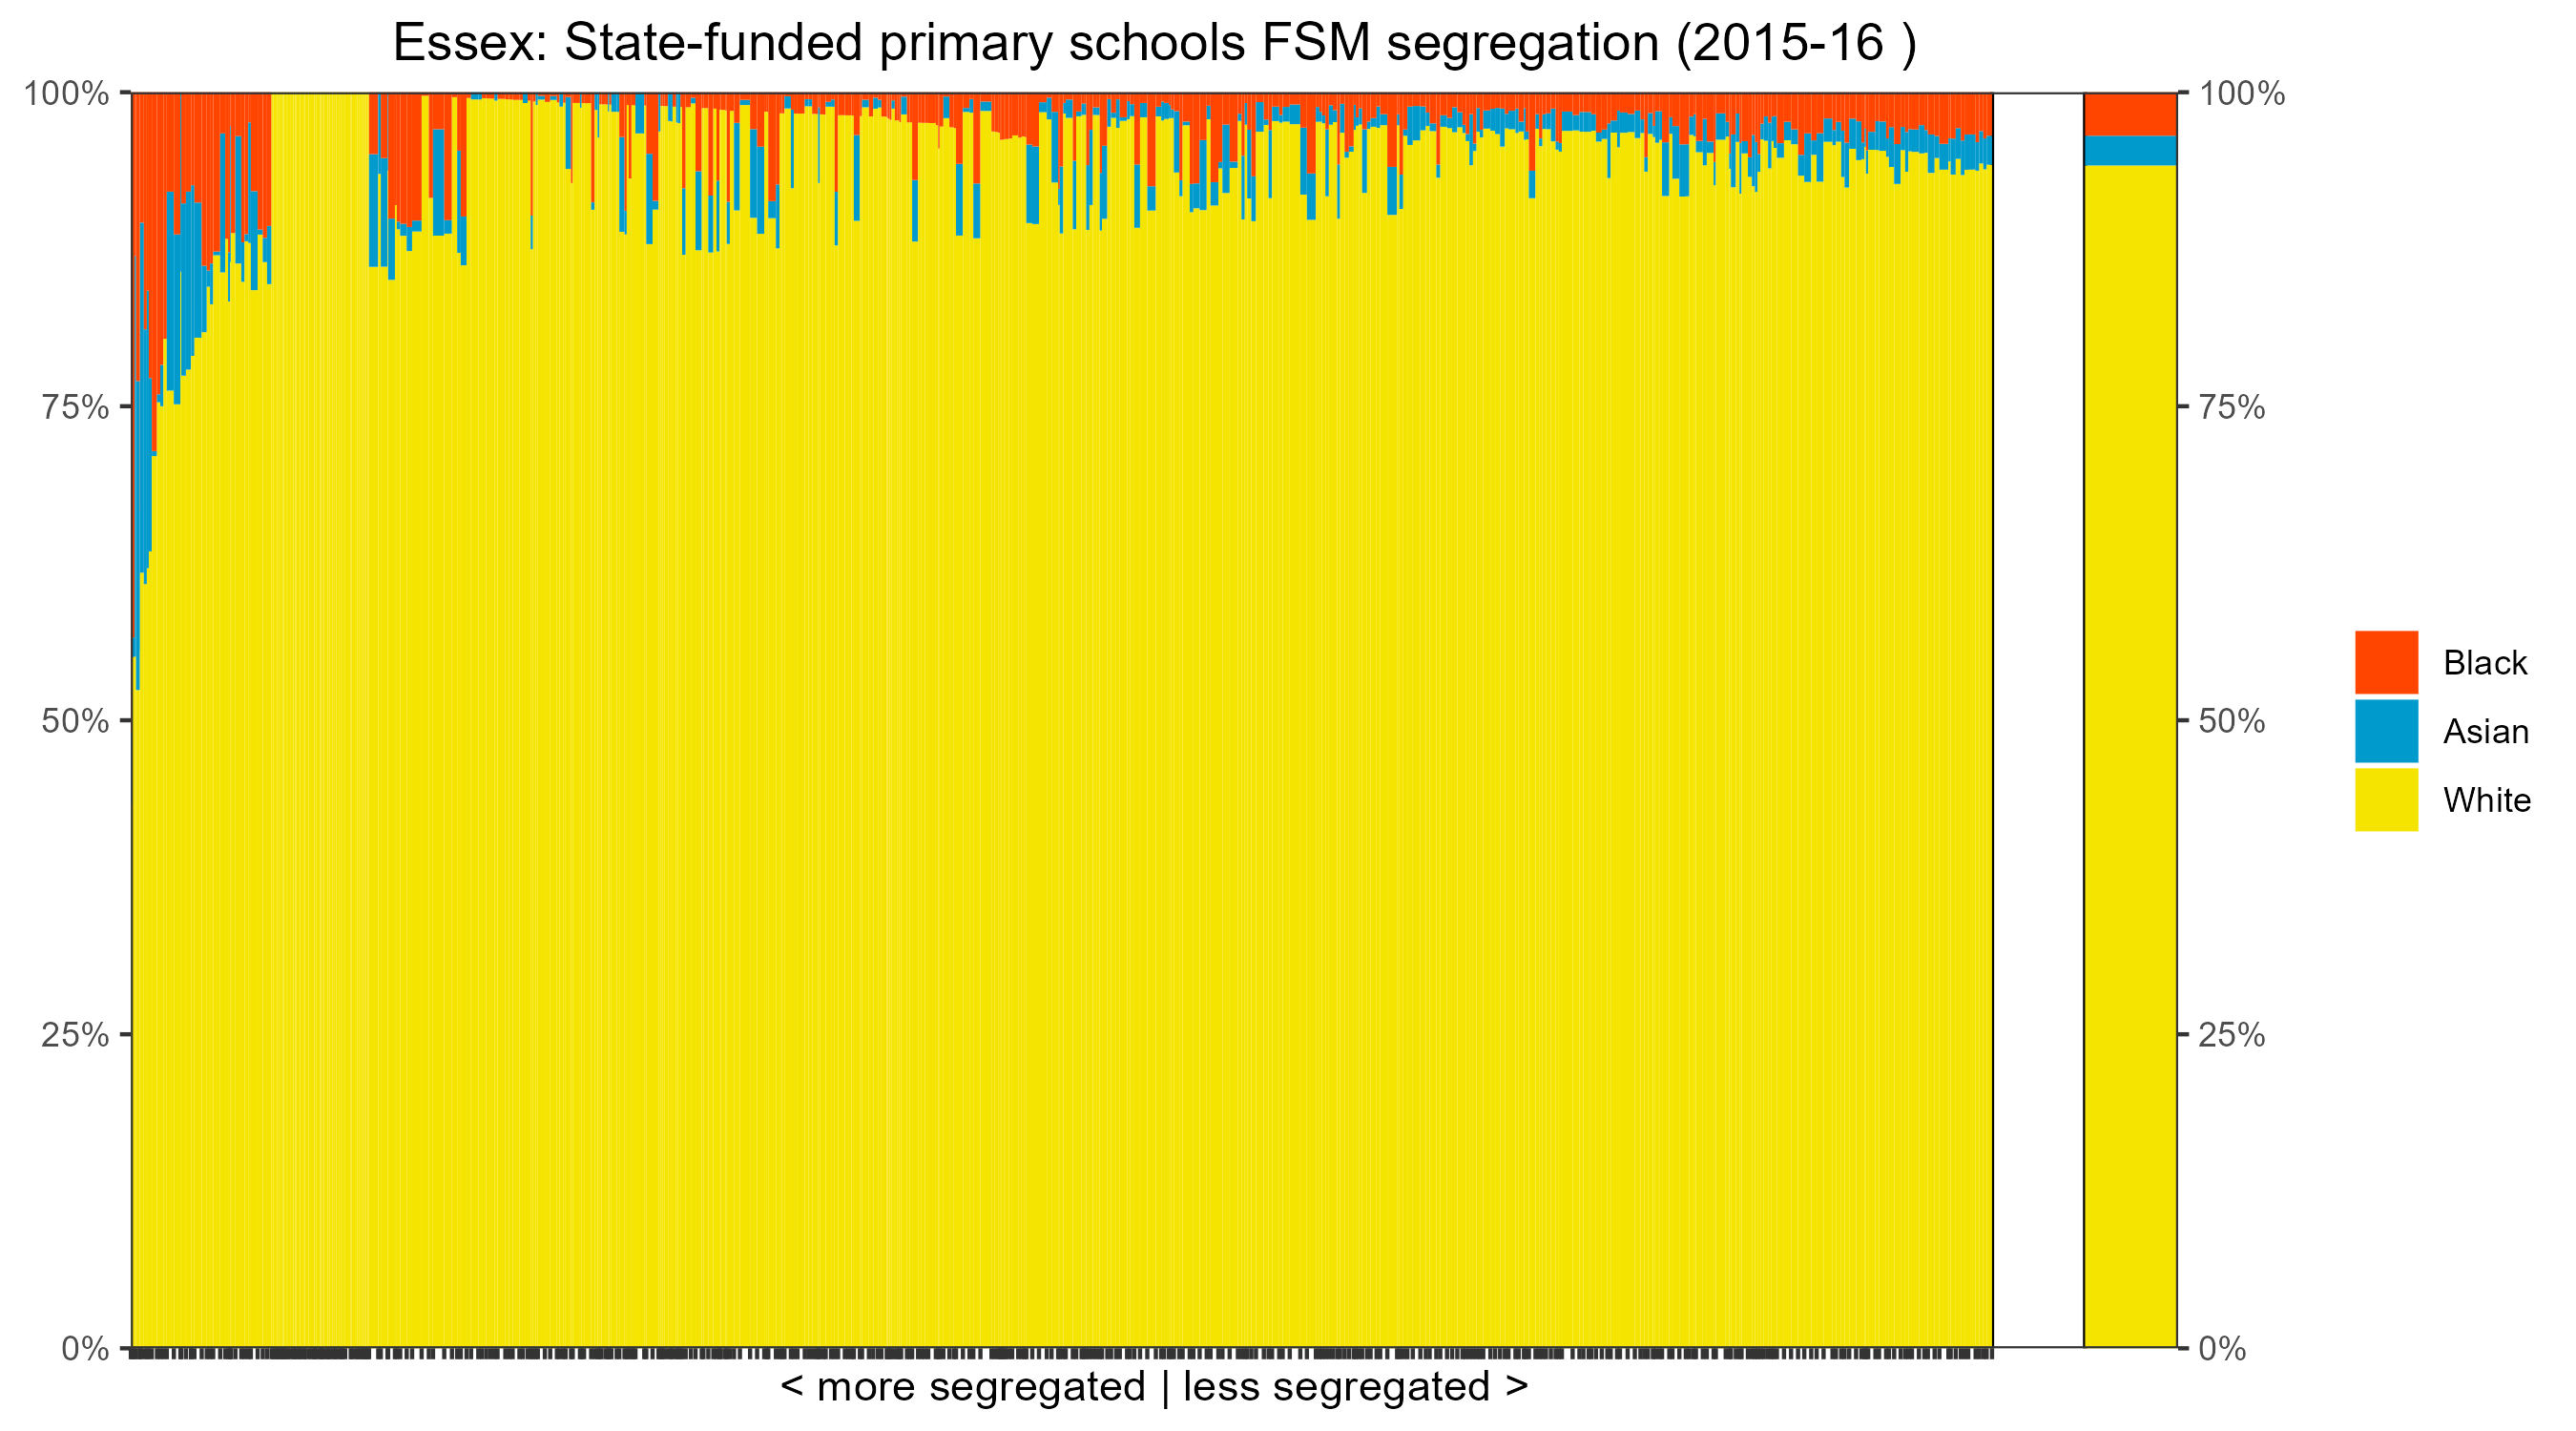 Essex: State-funded primary schools FSM segregation (2015-16 )
100%
75%
50%
25%
0%
100%
75%
50%
25%
0%
< more segregated | less segregated >
Black
Asian
White